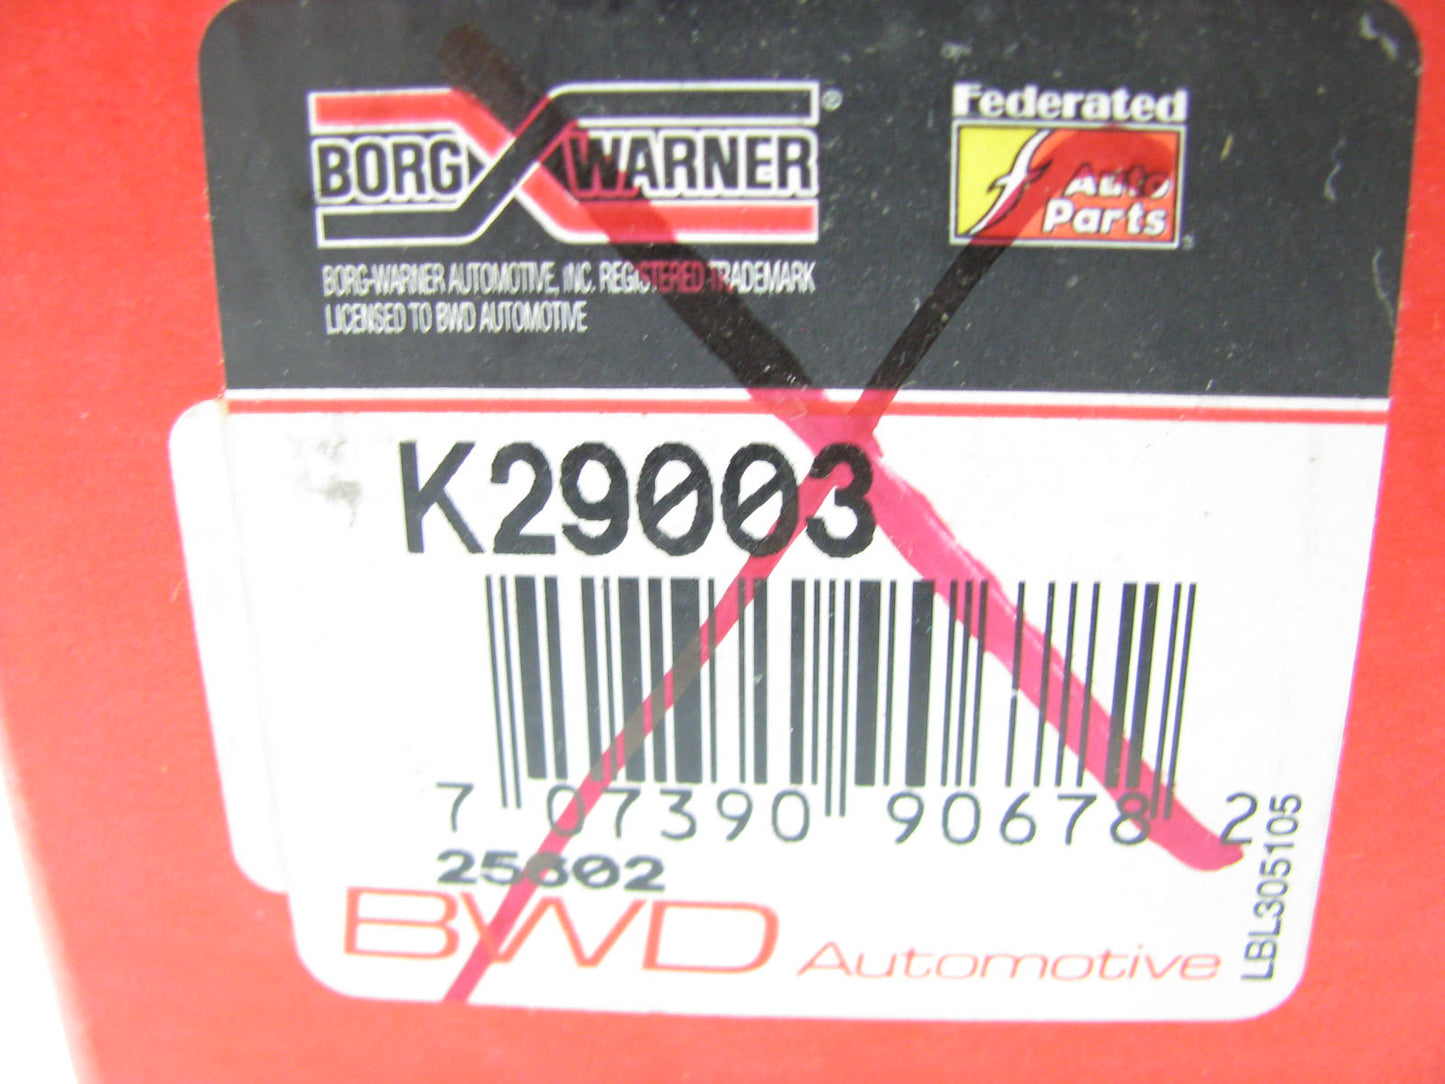 BORG WARNER ®
Federated
Auto
Parts
BORG-WARNER AUTOMOTIVE, INC. REGISTERED TRADEMARK
LICENSED TO BWD AUTOMOTIVE
K29003
7 07390 90678 2
25602
BWD Automotive
LBL305105